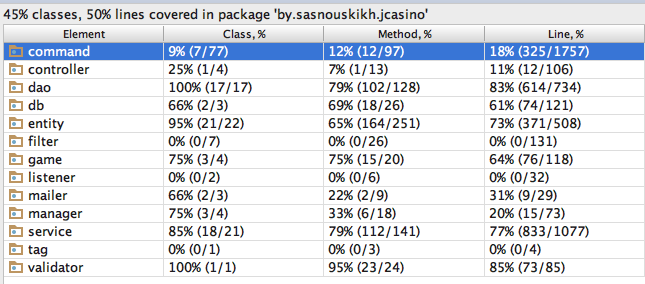 45% classes, 50% lines covered in package 'by.sasnouskikh.jcasino'
Element Class, % Method, % Line, %
command 9% (7/77) 12% (12/97) 18% (325/1757)
controller 25% (1/4) 7% (1/13) 11% (12/106)
dao 100% (17/17) 79% (102/128) 83% (614/734)
db 66% (2/3) 69% (18/26) 61% (74/121)
entity 95% (21/22) 65% (164/251) 73% (371/508)
filter 0% (0/7) 0% (0/26) 0% (0/131)
game 75% (3/4) 75% (15/20) 64% (76/118)
listener 0% (0/2) 0% (0/6) 0% (0/32)
mailer 66% (2/3) 22% (2/9) 31% (9/29)
manager 75% (3/4) 33% (6/18) 20% (15/73)
service 85% (18/21) 79% (112/141) 77% (833/1077)
tag 0% (0/1) 0% (0/3) 0% (0/4)
validator 100% (1/1) 95% (23/24) 85% (73/85)